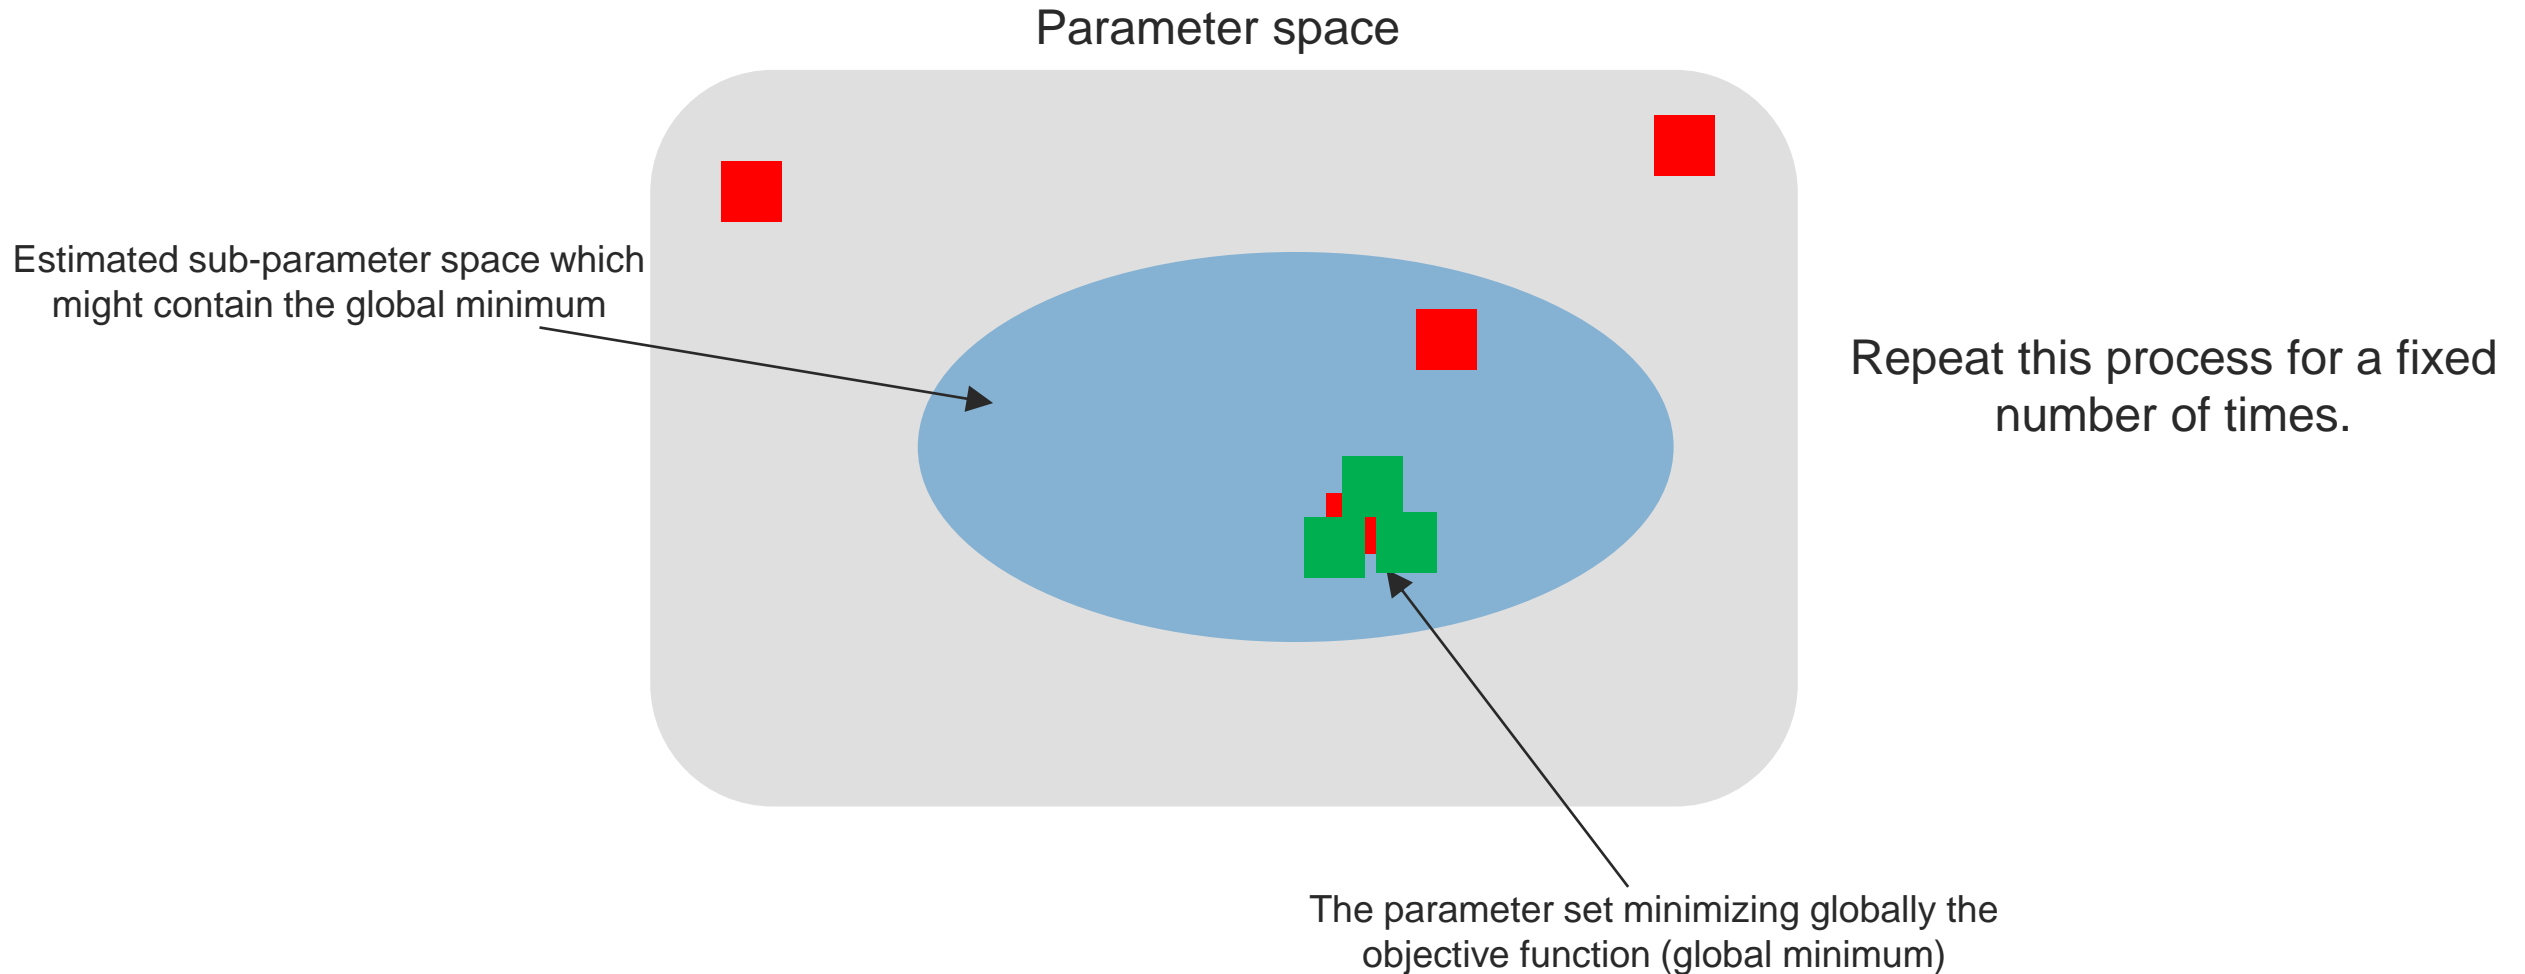 Parameter space
Estimated sub-parameter space which
might contain the global minimum
Repeat this process for a fixed
number of times.
The parameter set minimizing globally the
objective function (global minimum)